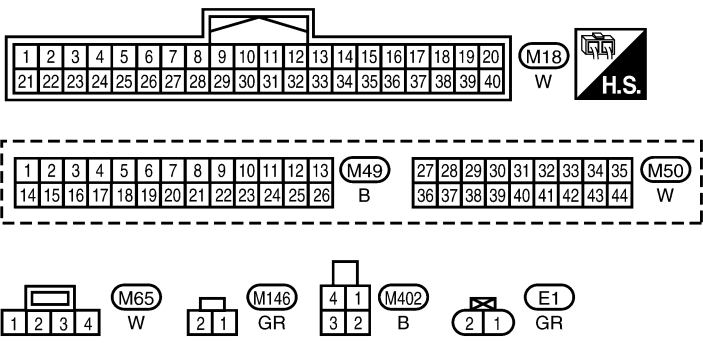 1 2 3 4 5 6 7 8 9 10 11 12 13 14 15 16 17 18 19 20 M18
21 22 23 24 25 26 27 28 29 30 31 32 33 34 35 36 37 38 39 40 W
H.S.
1 2 3 4 5 6 7 8 9 10 11 12 13 M49
14 15 16 17 18 19 20 21 22 23 24 25 26 B
27 28 29 30 31 32 33 34 35 M50
36 37 38 39 40 41 42 43 44 W
M65
1 2 3 4 W
M146
2 1 GR
4 1 M402
3 2 B
E1
2 1 GR